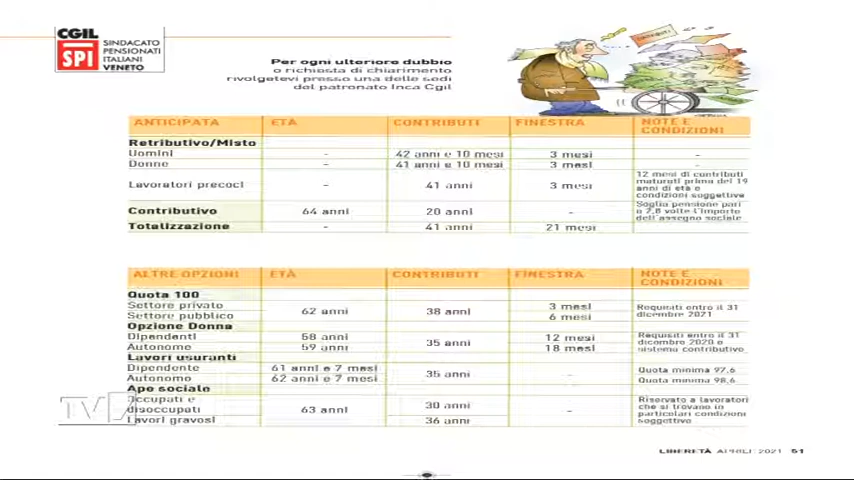 CGIL
SPI
SINDACATO
PENSIONATI
ITALIANI
VENETO
Per ogni ulteriore dubbio
o richiesta di chiarimento
rivolgetevi presso una delle sedi
del patronato Inca Cgil
ANTICIPATA ETÀ CONTRIBUTI FINESTRA NOTE E CONDIZIONI
Retributivo/Misto
Uomini - 42 anni e 10 mesi 3 mesi -
Donne - 41 anni e 10 mesi 3 mesi -
Lavoratori precoci - 41 anni 3 mesi 12 mesi di contributi
maturati prima dei 19
anni di età e
condizioni soggettive
Contributivo 64 anni 20 anni - Soglia pensione pari
a 2,8 volte l'importo
dell'assegno sociale
Totalizzazione - 41 anni 21 mesi
ALTRE OPZIONI ETÀ CONTRIBUTI FINESTRA NOTE E CONDIZIONI
Quota 100
Settore privato 62 anni 38 anni 3 mesi Requisiti entro il 31
Settore pubblico 6 mesi dicembre 2021
Opzione Donna
Dipendenti 58 anni 35 anni 12 mesi Requisiti entro il 31
dicembre 2020 e
Autonome 59 anni 18 mesi sistema contributivo
Lavori usuranti
Dipendente 61 anni e 7 mesi 35 anni - Quota minima 97,6
Autonomo 62 anni e 7 mesi Quota minima 98,6
Ape sociale
Occupati e
disoccupati 63 anni 30 anni - Riservato a lavoratori
che si trovano in
particolari condizioni
Lavori gravosi 36 anni soggettive
TV7
LIBERETÀ APRILE 2021 51